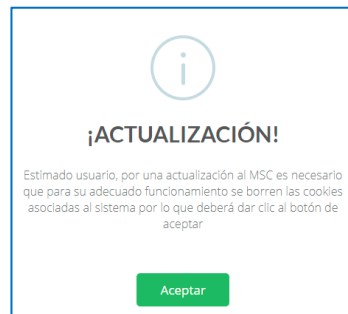 ¡ACTUALIZACIÓN!
Estimado usuario, por una actualización al MSC es necesario
que para su adecuado funcionamiento se borren las cookies
asociadas al sistema por lo que deberá dar clic al botón de
aceptar
Aceptar